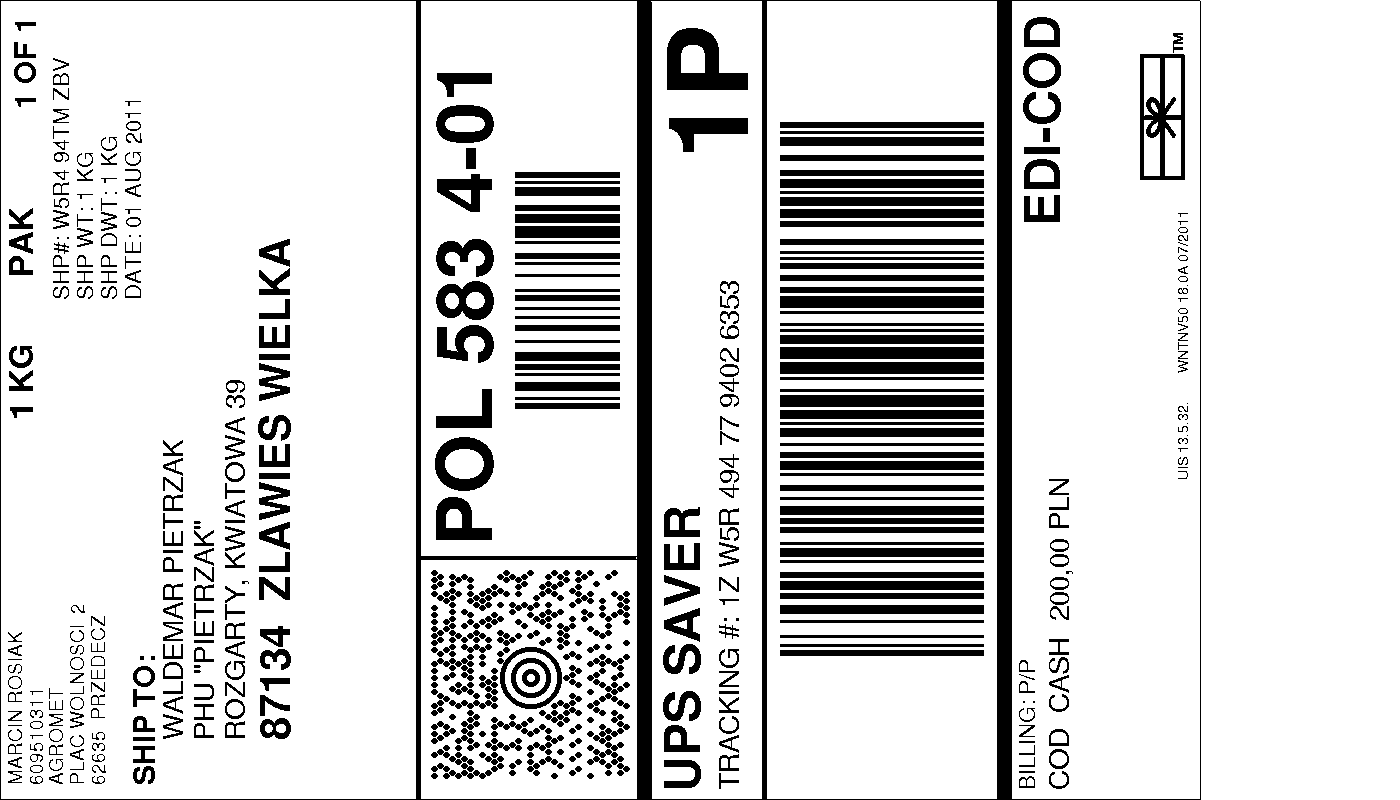 MARCIN ROSIAK
609510311
AGROMET
PLAC WOLNOSCI 2
62635 PRZEDECZ
1 KG PAK 1 OF 1
SHP#: W5R4 94TM ZBV
SHP WT: 1 KG
SHP DWT: 1 KG
DATE: 01 AUG 2011
SHIP TO:
WALDEMAR PIETRZAK
PHU "PIETRZAK"
ROZGARTY, KWIATOWA 39
87134 ZLAWIES WIELKA
POL 583 4-01
UPS SAVER 1P
TRACKING #: 1Z W5R 494 77 9402 6353
BILLING: P/P
COD CASH 200,00 PLN
EDI-COD
TM
UIS 13.5.32. WNTNV50 18.0A 07/2011